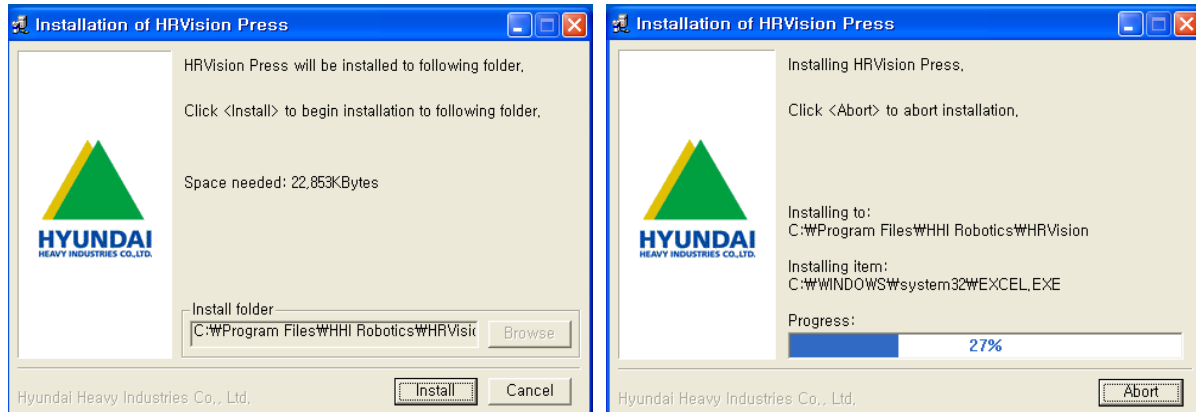 Installation of HRVision Press
HRVision Press will be installed to following folder,
Click <Install> to begin installation to following folder,
Space needed: 22,853KBytes
HYUNDAI
HEAVY INDUSTRIES CO.,LTD.
Install folder
C:₩Program Files₩HHI Robotics₩HRVisic
Browse
Hyundai Heavy Industries Co,, Ltd,
Install
Cancel
Installation of HRVision Press
Installing HRVision Press,
Click <Abort> to abort installation,
HYUNDAI
HEAVY INDUSTRIES CO.,LTD.
Installing to:
C:₩Program Files₩HHI Robotics₩HRVision
Installing item:
C:₩WINDOWS₩system32₩EXCEL,EXE
Progress:
27%
Hyundai Heavy Industries Co,, Ltd,
Abort